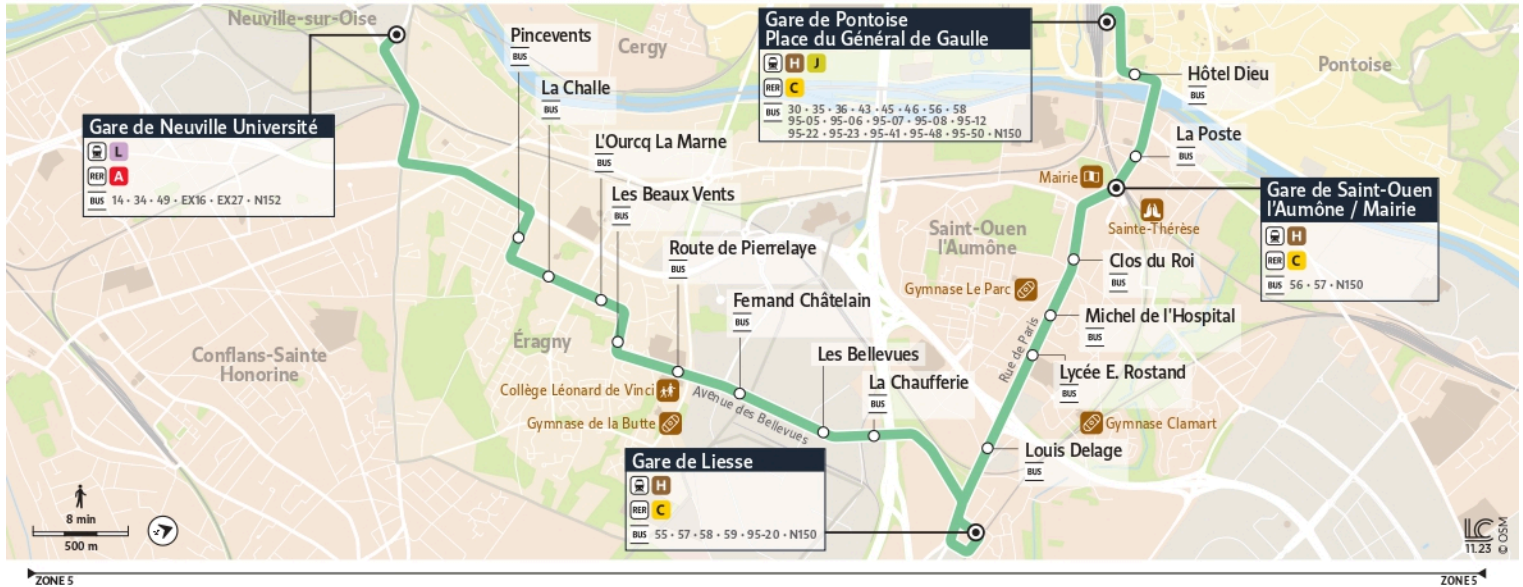 Neuville-sur-Oise
Cergy
Pontoise
Gare de Neuville Université
L
RER A
BUS 14 • 34 • 49 • EX16 • EX27 • N152
Pincevents
BUS
La Challe
BUS
L'Ourcq La Marne
BUS
Les Beaux Vents
BUS
Route de Pierrelaye
BUS
Fernand Châtelain
BUS
Les Bellevues
BUS
La Chaufferie
BUS
Conflans-Sainte
Honorine
Éragny
Collège Léonard de Vinci
Gymnase de la Butte
Avenue des Bellevues
Gare de Liesse
H
RER C
BUS 55 • 57 • 58 • 59 • 95-20 • N150
Louis Delage
BUS
Gymnase Clamart
Lycée E. Rostand
BUS
Rue de Paris
Michel de l'Hospital
BUS
Gymnase Le Parc
Clos du Roi
BUS
Saint-Ouen
l'Aumône
Sainte-Thérèse
Mairie
Gare de Saint-Ouen
l'Aumône / Mairie
H
RER C
BUS 56 • 57 • N150
La Poste
BUS
Hôtel Dieu
BUS
Gare de Pontoise
Place du Général de Gaulle
H J
RER C
BUS 30 • 35 • 36 • 43 • 45 • 46 • 56 • 58
95-05 • 95-06 • 95-07 • 95-08 • 95-12
95-22 • 95-23 • 95-41 • 95-48 • 95-50 • N150
8 min
500 m
LC
11.23
© OSM
ZONE 5
ZONE 5